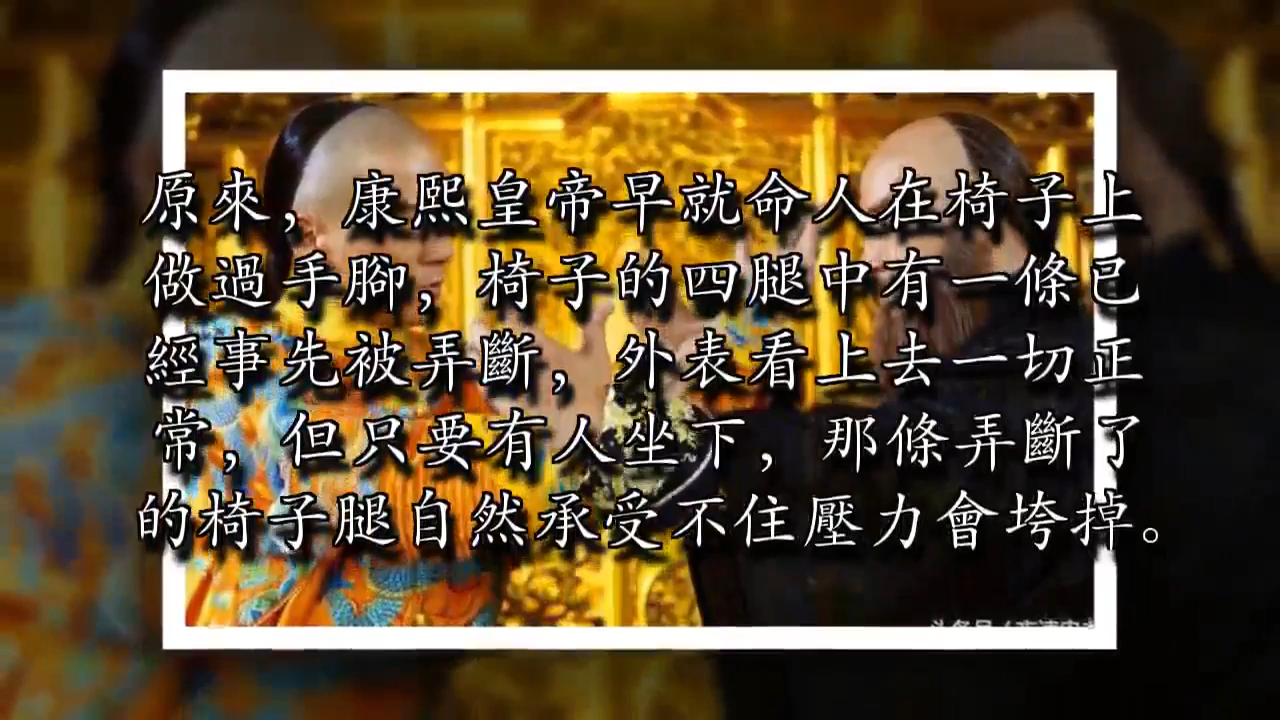 原來，康熙皇帝早就命人在椅子上
做過手腳，椅子的四腿中有一條已
經事先被弄斷，外表看上去一切正
常，但只要有人坐下，那條弄斷了
的椅子腿自然承受不住壓力會垮掉。